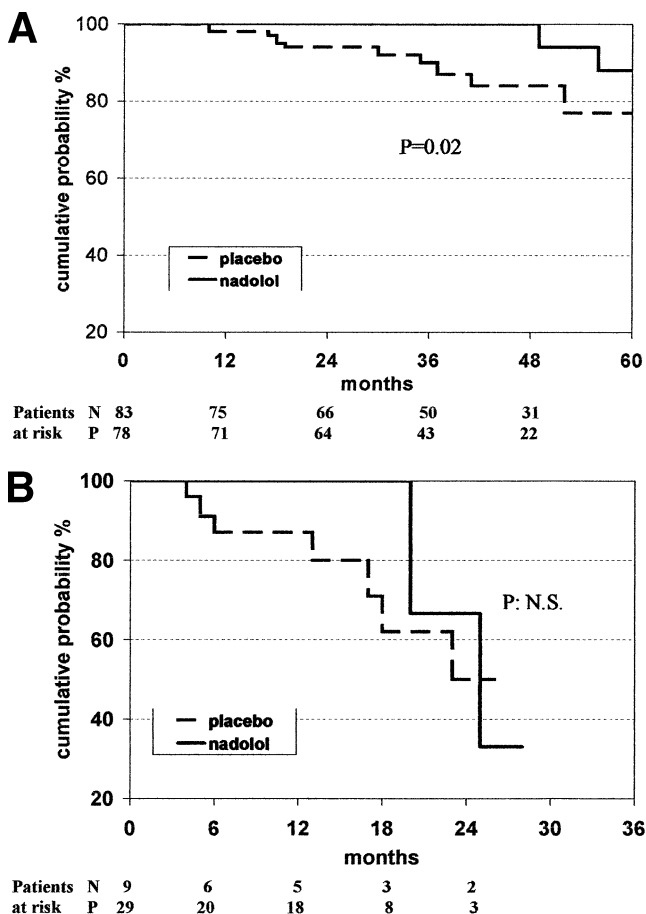 A
100
80
60
40
20
cumulative probability %
P=0.02
placebo
nadolol
0 12 24 36 48 60
months
Patients N 83 75 66 50 31
at risk P 78 71 64 43 22
B
100
80
60
40
20
cumulative probability %
P: N.S.
placebo
nadolol
0 6 12 18 24 30 36
months
Patients N 9 6 5 3 2
at risk P 29 20 18 8 3